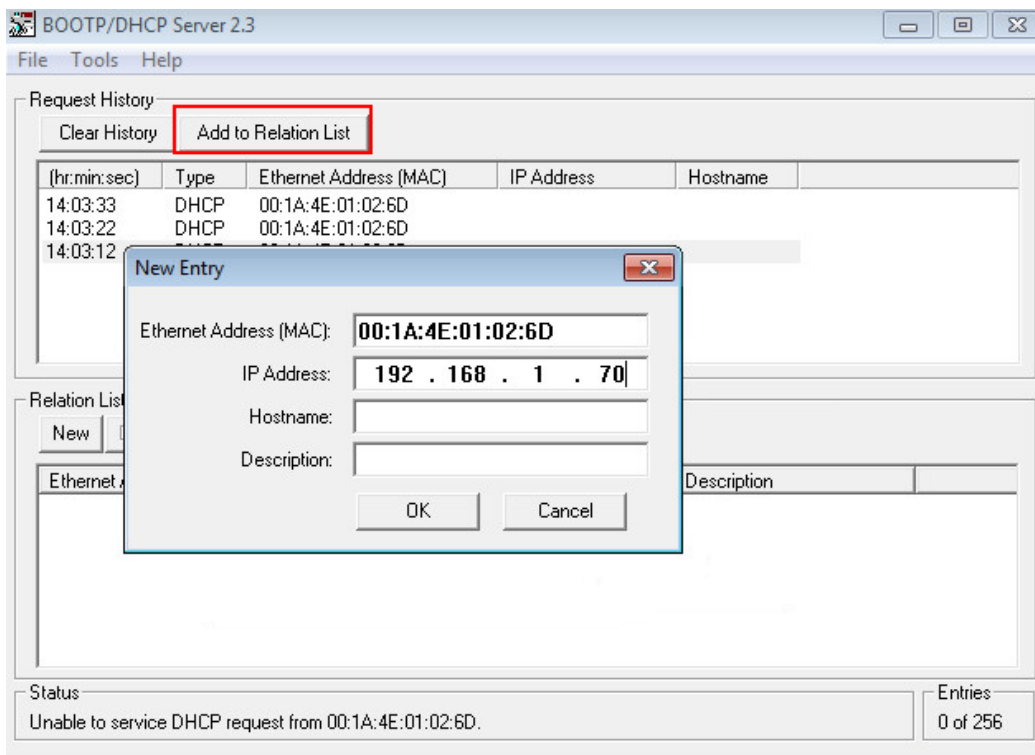 BOOTP/DHCP Server 2.3
File Tools Help
Request History
Clear History Add to Relation List
(hr:min:sec) Type Ethernet Address (MAC) IP Address Hostname
14:03:33 DHCP 00:1A:4E:01:02:6D
14:03:22 DHCP 00:1A:4E:01:02:6D
14:03:12
New Entry
Ethernet Address (MAC): 00:1A:4E:01:02:6D
IP Address: 192 . 168 . 1 . 70
Hostname:
Description:
OK Cancel
Relation List
New
Ethernet Description
Status
Unable to service DHCP request from 00:1A:4E:01:02:6D.
Entries
0 of 256